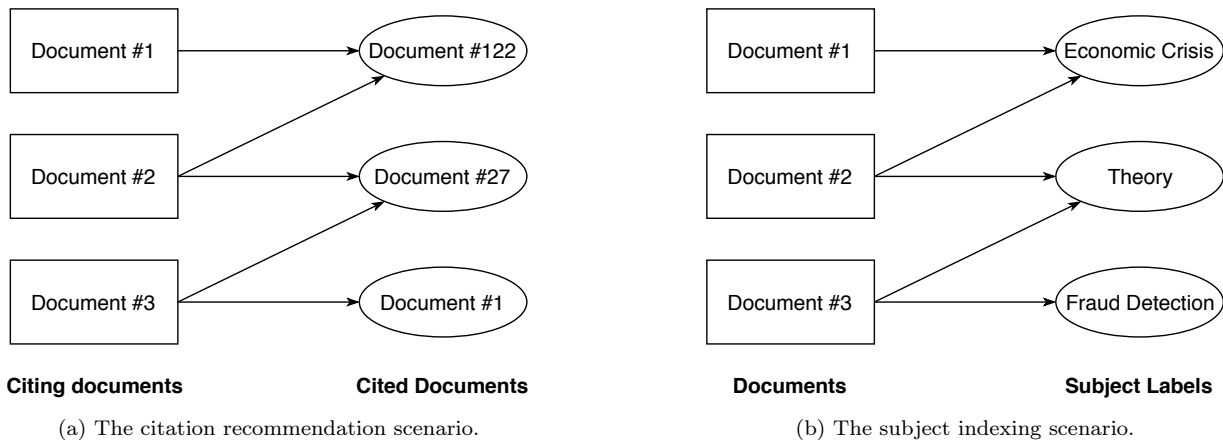 Document #1
Document #122
Document #2
Document #27
Document #3
Document #1
Citing documents
Cited Documents
(a) The citation recommendation scenario.
Document #1
Economic Crisis
Document #2
Theory
Document #3
Fraud Detection
Documents
Subject Labels
(b) The subject indexing scenario.